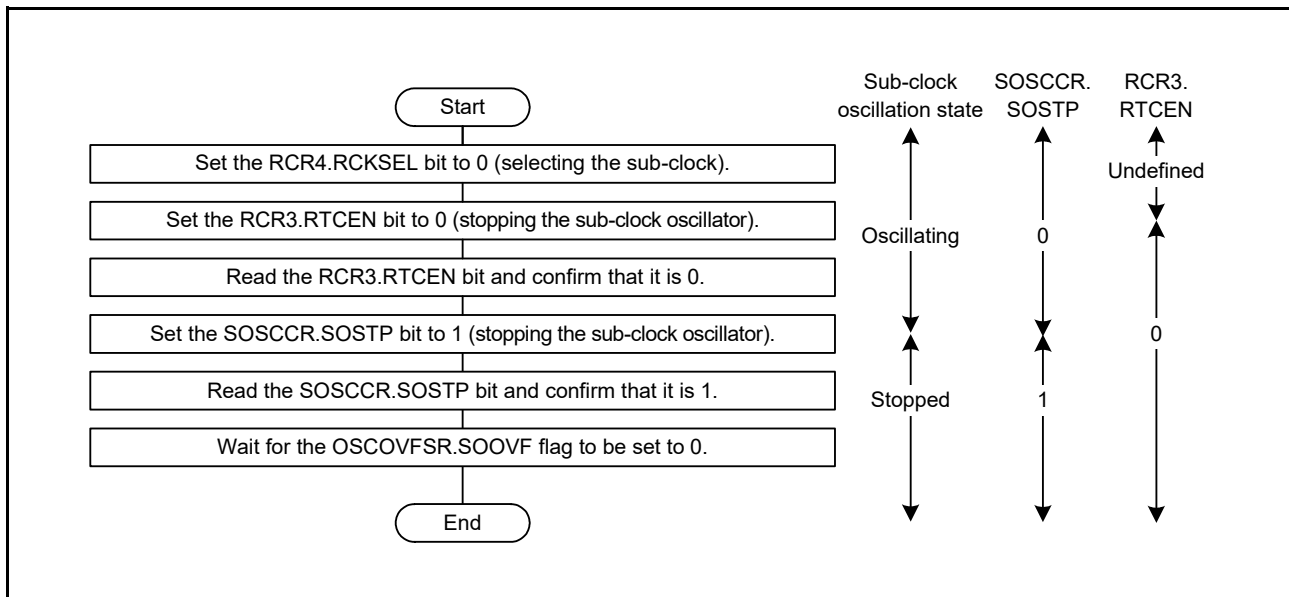 Sub-clock
oscillation state
SOSCCR.
SOSTP
RCR3.
RTCEN
Start
Set the RCR4.RCKSEL bit to 0 (selecting the sub-clock).
Undefined
Set the RCR3.RTCEN bit to 0 (stopping the sub-clock oscillator).
Oscillating
0
Read the RCR3.RTCEN bit and confirm that it is 0.
Set the SOSCCR.SOSTP bit to 1 (stopping the sub-clock oscillator).
0
Read the SOSCCR.SOSTP bit and confirm that it is 1.
Stopped
1
Wait for the OSCOVFSR.SOOVF flag to be set to 0.
End